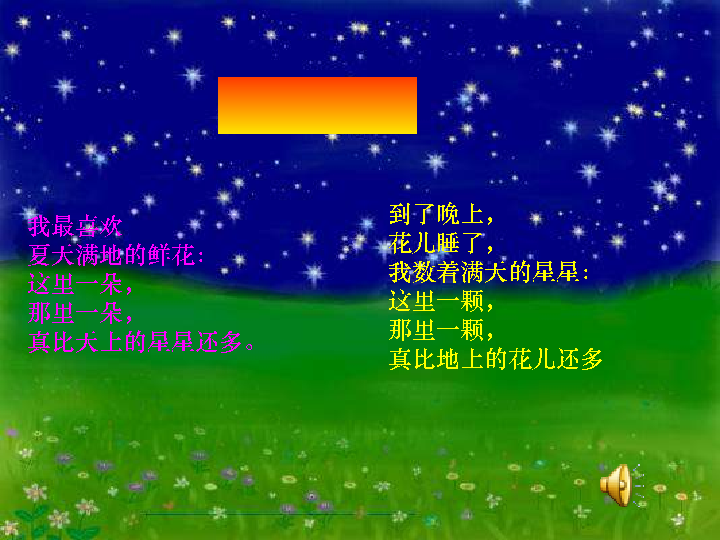 我最喜欢
夏天满地的鲜花：
这里一朵，
那里一朵，
真比天上的星星还多。
到了晚上，
花儿睡了，
我数着满天的星星：
这里一颗，
那里一颗，
真比地上的花儿还多